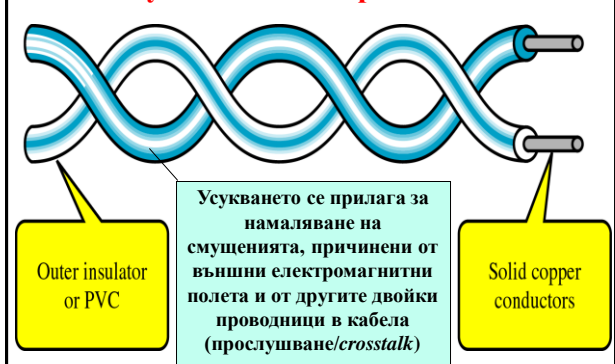 Усукването се прилага за
намаляване на
смущенията, причинени от
външни електромагнитни
полета и от другите двойки
проводници в кабела
(прослушване/crosstalk)
Outer insulator
or PVC
Solid copper
conductors